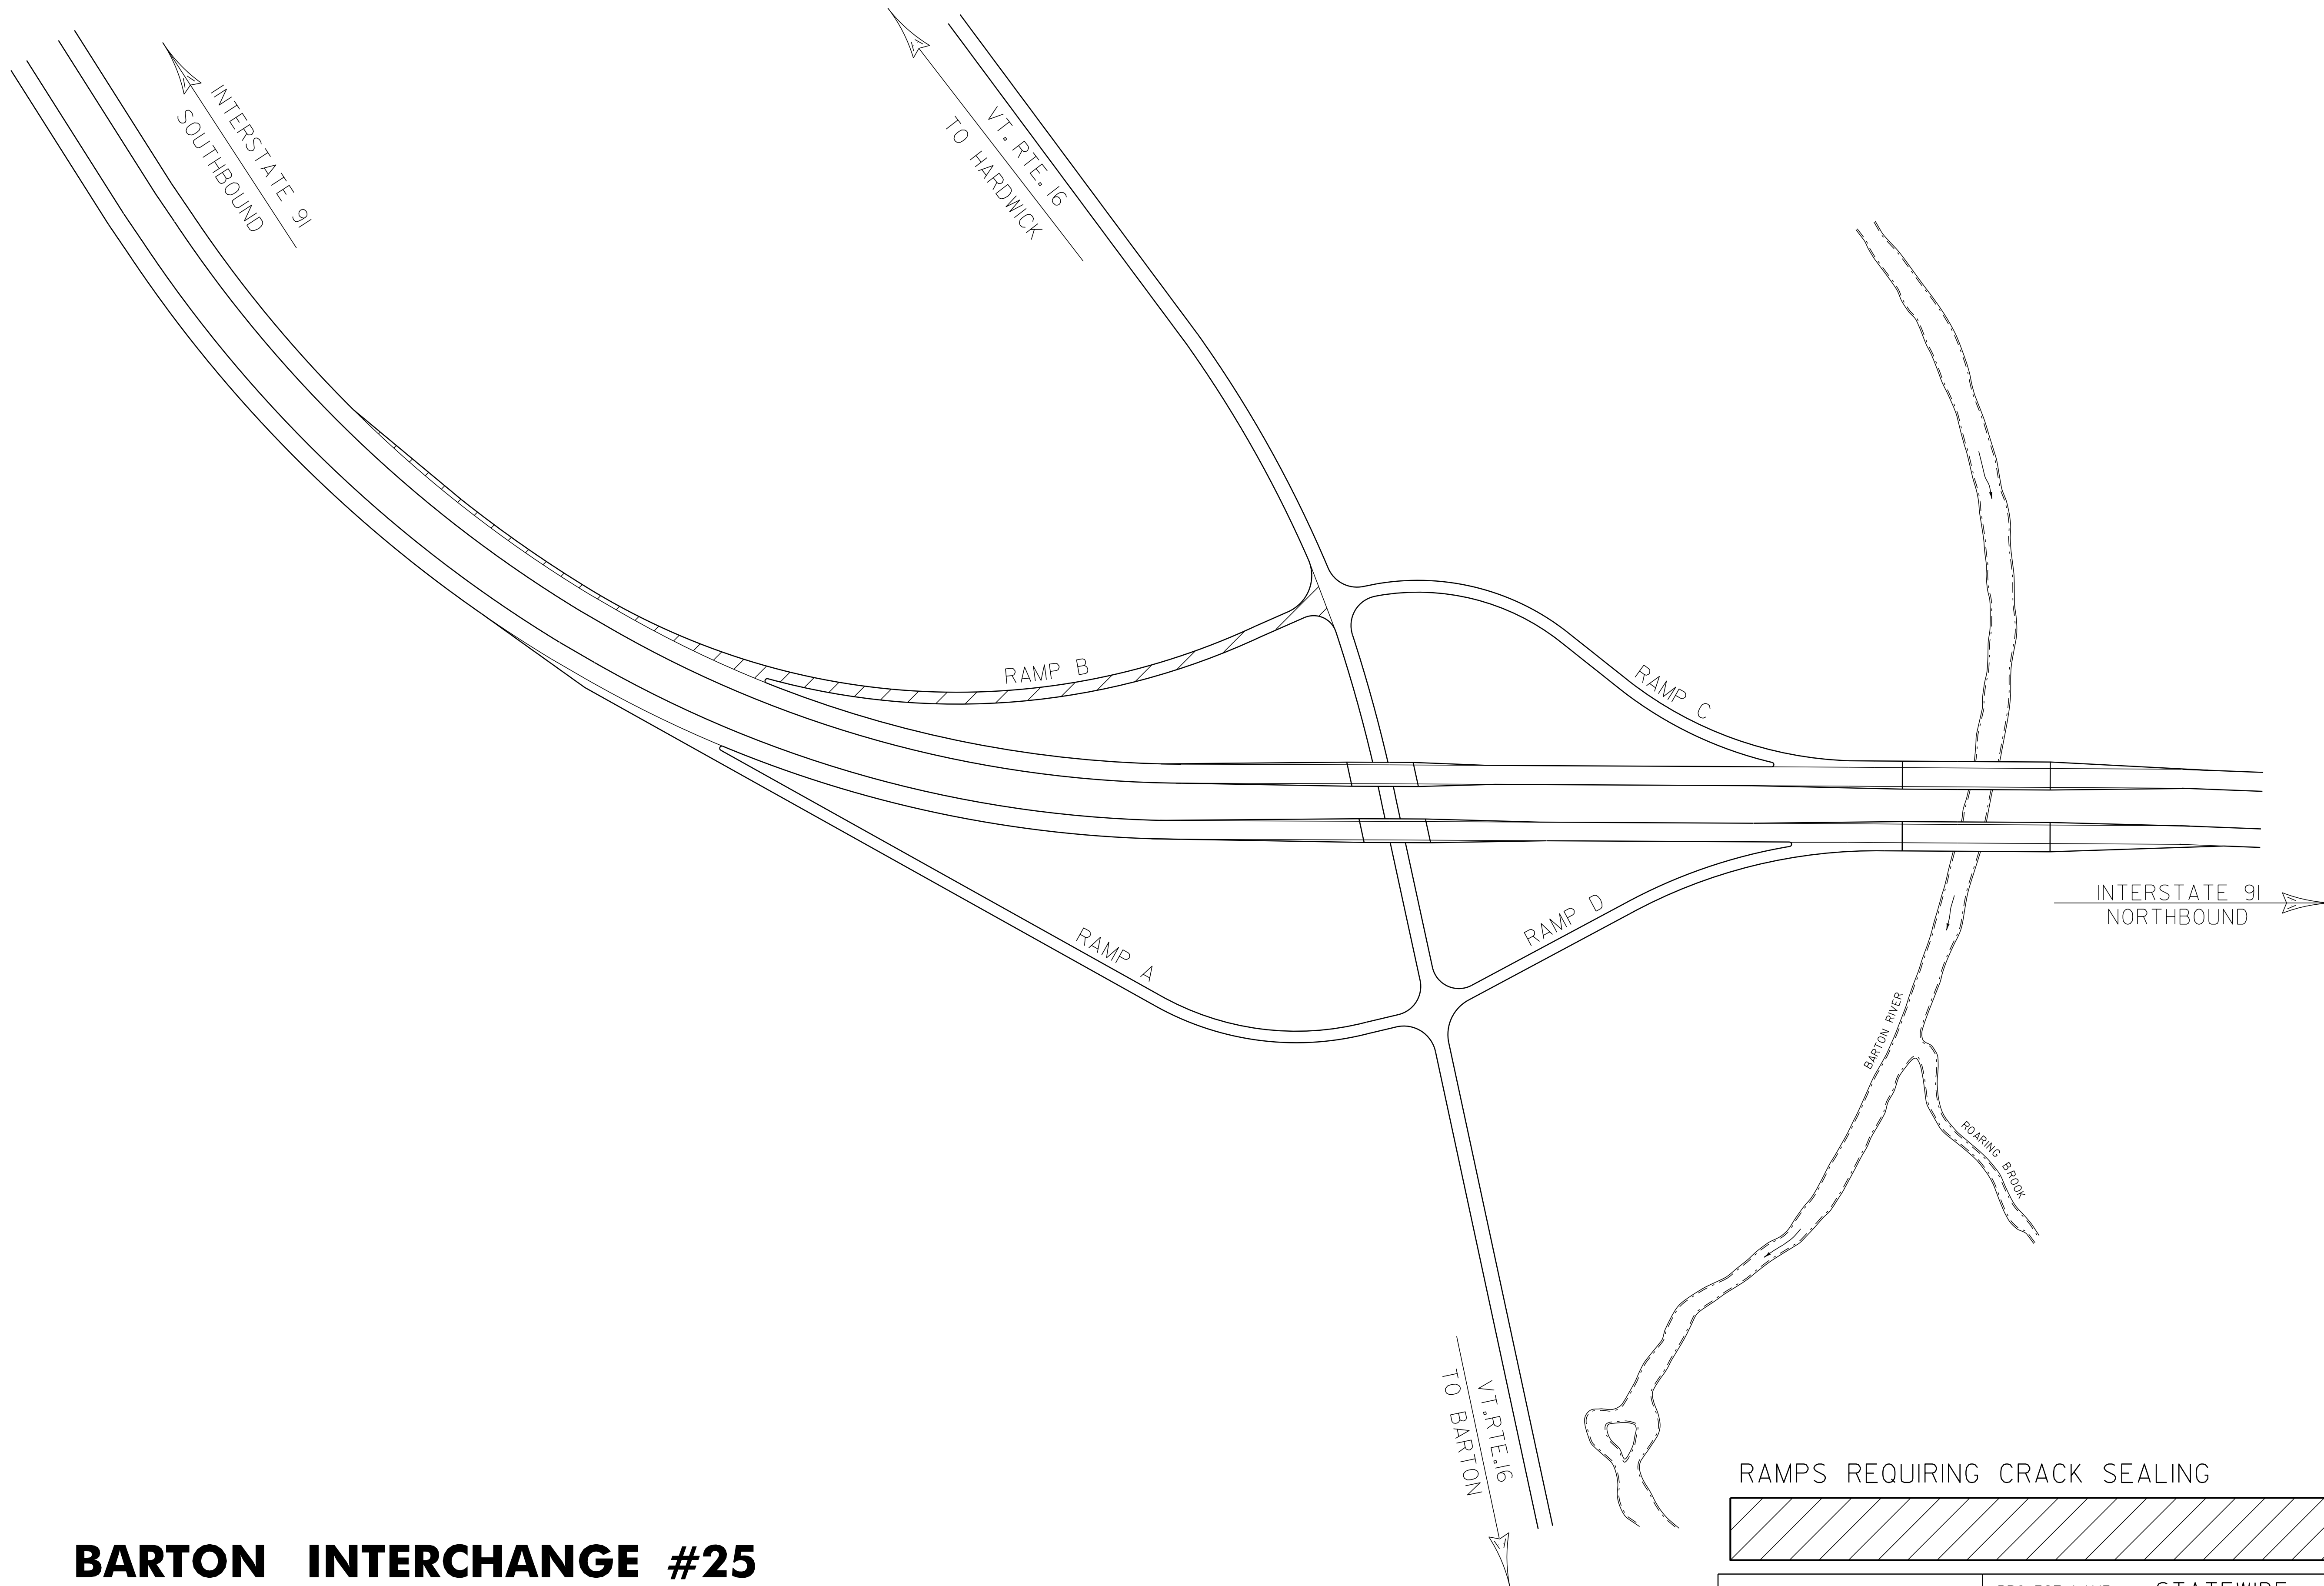 INTERSTATE 91
SOUTHBOUND
VT. RTE. 16
TO HARDWICK
RAMP B
RAMP C
INTERSTATE 91
NORTHBOUND
RAMP D
RAMP A
BARTON RIVER
ROARING BROOK
VT.RTE.16
TO BARTON
RAMPS REQUIRING CRACK SEALING
BARTON INTERCHANGE #25
STATEWIDE